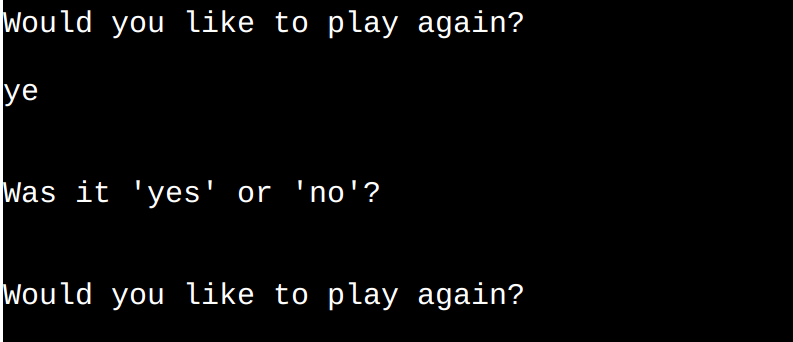 Would you like to play again?
ye
Was it 'yes' or 'no'?
Would you like to play again?